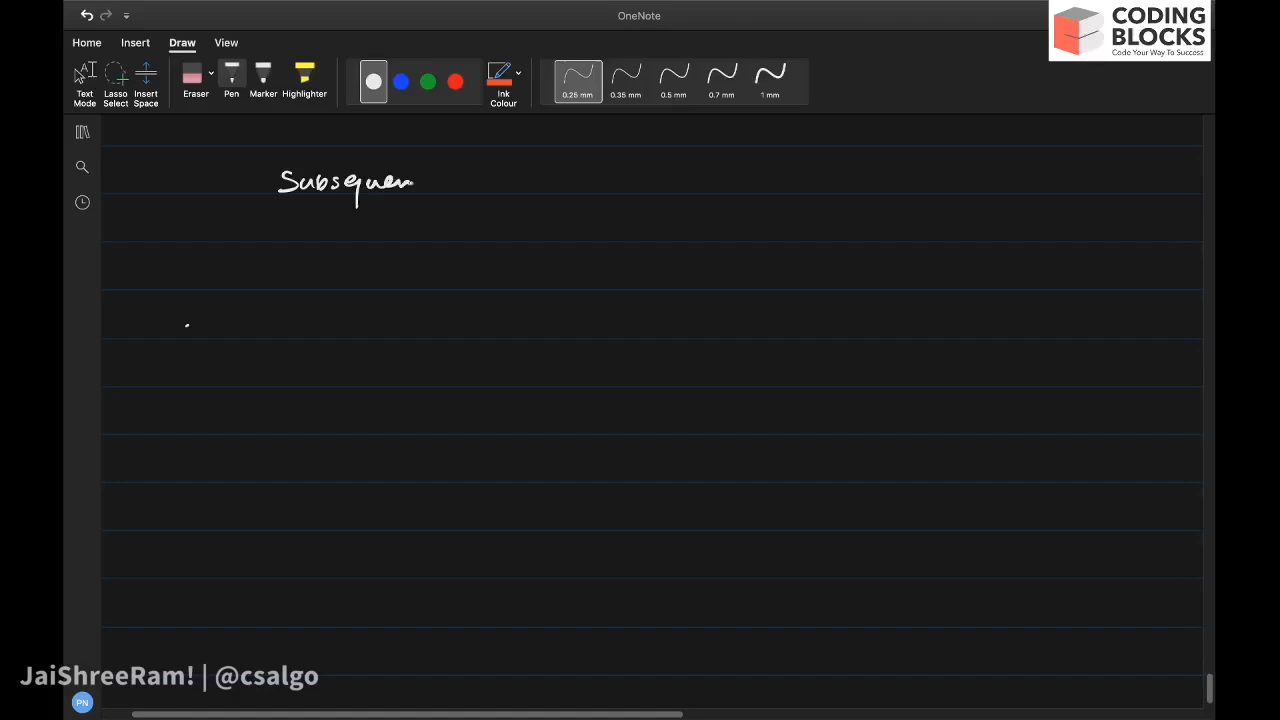 OneNote
CODING
BLOCKS
Code Your Way To Success
Home Insert Draw View
Text Mode
Lasso Select
Insert Space
Eraser
Pen
Marker
Highlighter
Ink Colour
0.25 mm 0.35 mm 0.5 mm 0.7 mm 1 mm
Subsequen
JaiShreeRam! | @csalgo
PN